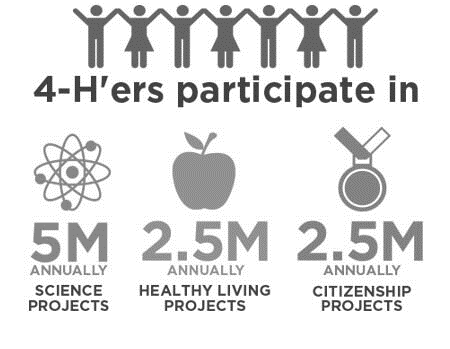 4-H'ers participate in
5M 2.5M 2.5M
ANNUALLY ANNUALLY ANNUALLY
SCIENCE HEALTHY LIVING CITIZENSHIP
PROJECTS PROJECTS PROJECTS